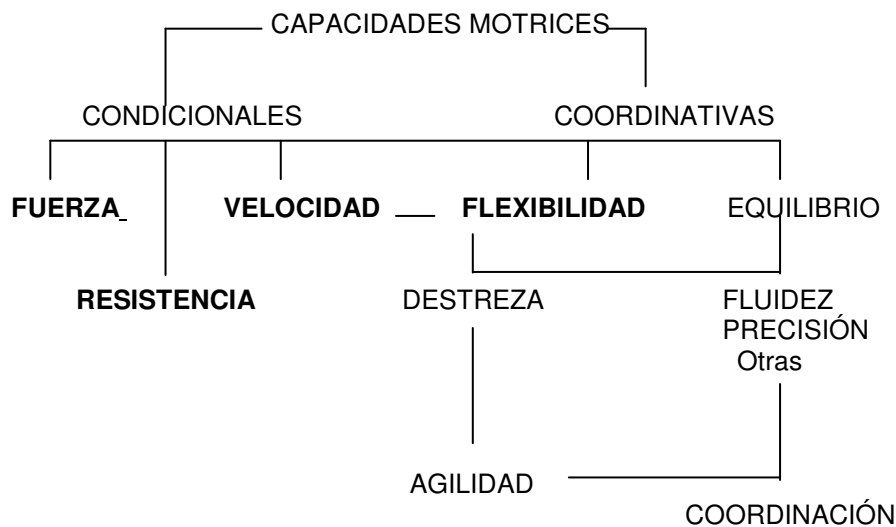 CAPACIDADES MOTRICES
CONDICIONALES COORDINATIVAS
FUERZA VELOCIDAD FLEXIBILIDAD EQUILIBRIO
RESISTENCIA DESTREZA FLUIDEZ
PRECISIÓN
Otras
AGILIDAD
COORDINACIÓN